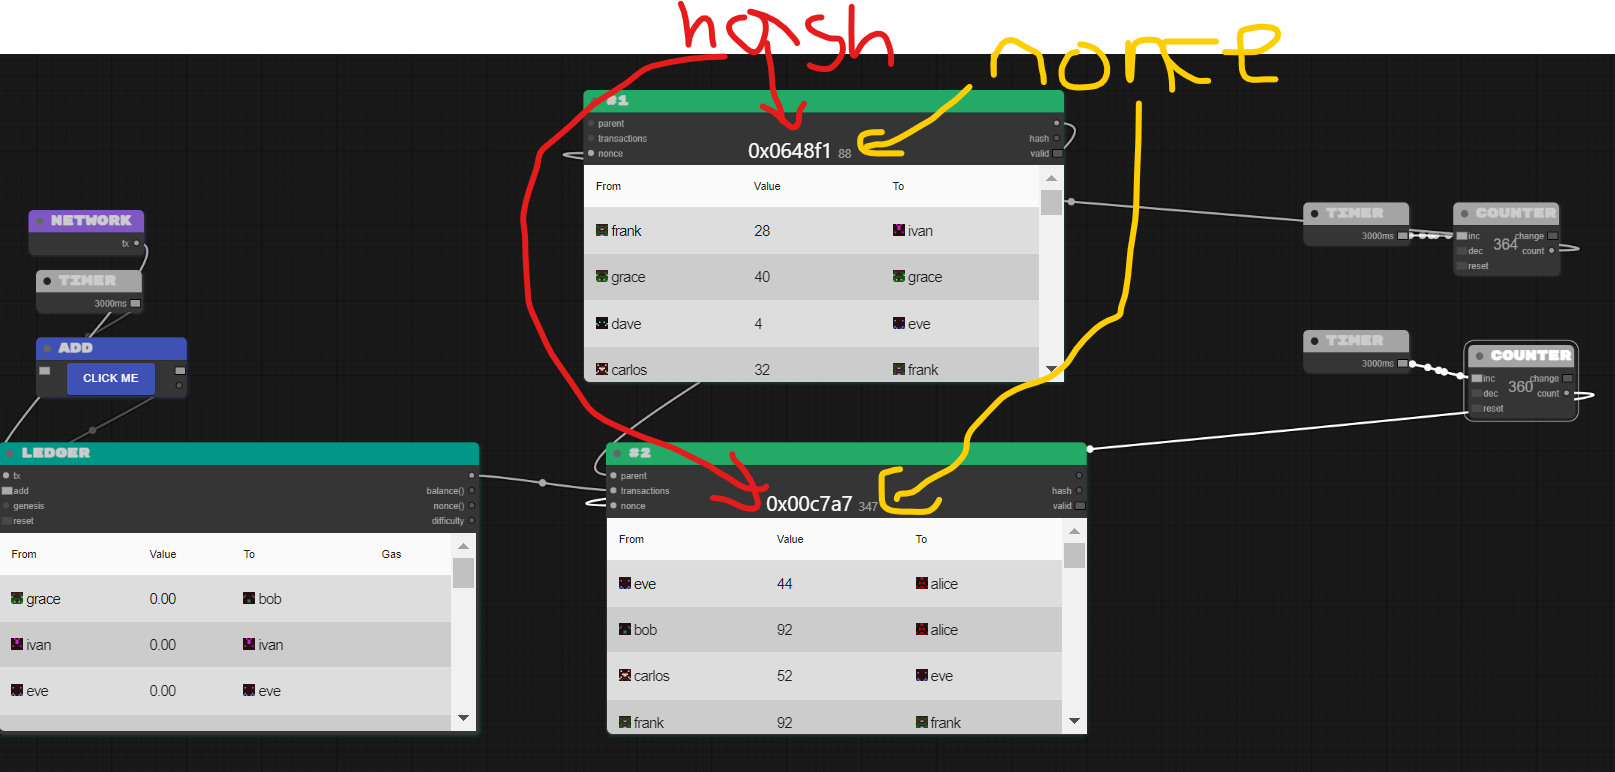 hash
nonce
#1
parent
transactions
nonce
0x0648f1 88
hash
valid
From Value To
frank 28 ivan
grace 40 grace
dave 4 eve
carlos 32 frank
NETWORK
tx
TIMER
3000ms
ADD
CLICK ME
TIMER
3000ms
COUNTER
inc change
364
dec count
reset
TIMER
3000ms
COUNTER
inc change
360
dec count
reset
LEDGER
tx
add balance()
genesis nonce()
reset difficulty
From Value To Gas
grace 0.00 bob
ivan 0.00 ivan
eve 0.00 eve
#2
parent
transactions hash
nonce 0x00c7a7 347 valid
From Value To
eve 44 alice
bob 92 alice
carlos 52 eve
frank 92 frank